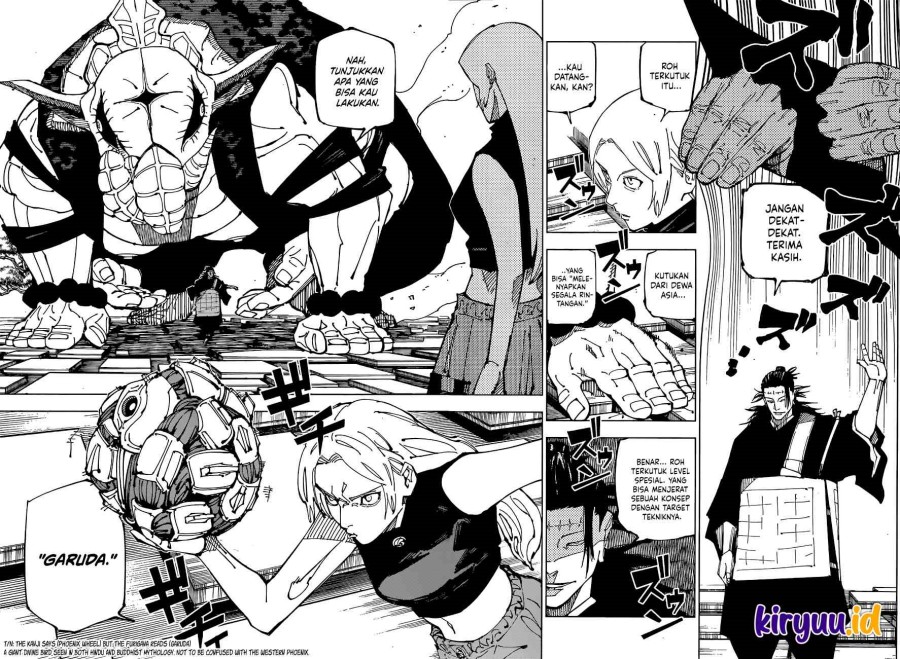 JANGAN
DEKAT-
DEKAT.
TERIMA
KASIH.
ROH
TERKUTUK
ITU...
...KAU
DATANG-
KAN, KAN?
KUTUKAN
DARI DEWA
ASIA...
..YANG
BISA "MELE-
NYAPKAN
SEGALA RIN-
TANGAN."
BENAR... ROH
TERKUTUK LEVEL
SPESIAL. YANG
BISA MENJERAT
SEBUAH KONSEP
DENGAN TARGET
TEKNIKNYA.
NAH,
TUNJUKKAN
APA YANG
BISA KAU
LAKUKAN.
"GARUDA."
T/N: THE KANJI SAYS (PHOENIX WHEEL) BUT THE FURIGANA READS (GARUDA)
A GIANT DIVINE BIRD SEEN IN BOTH HINDU AND BUDDHIST MYTHOLOGY. NOT TO BE CONFUSED WITH THE WESTERN PHOENIX.
kiryuu.id